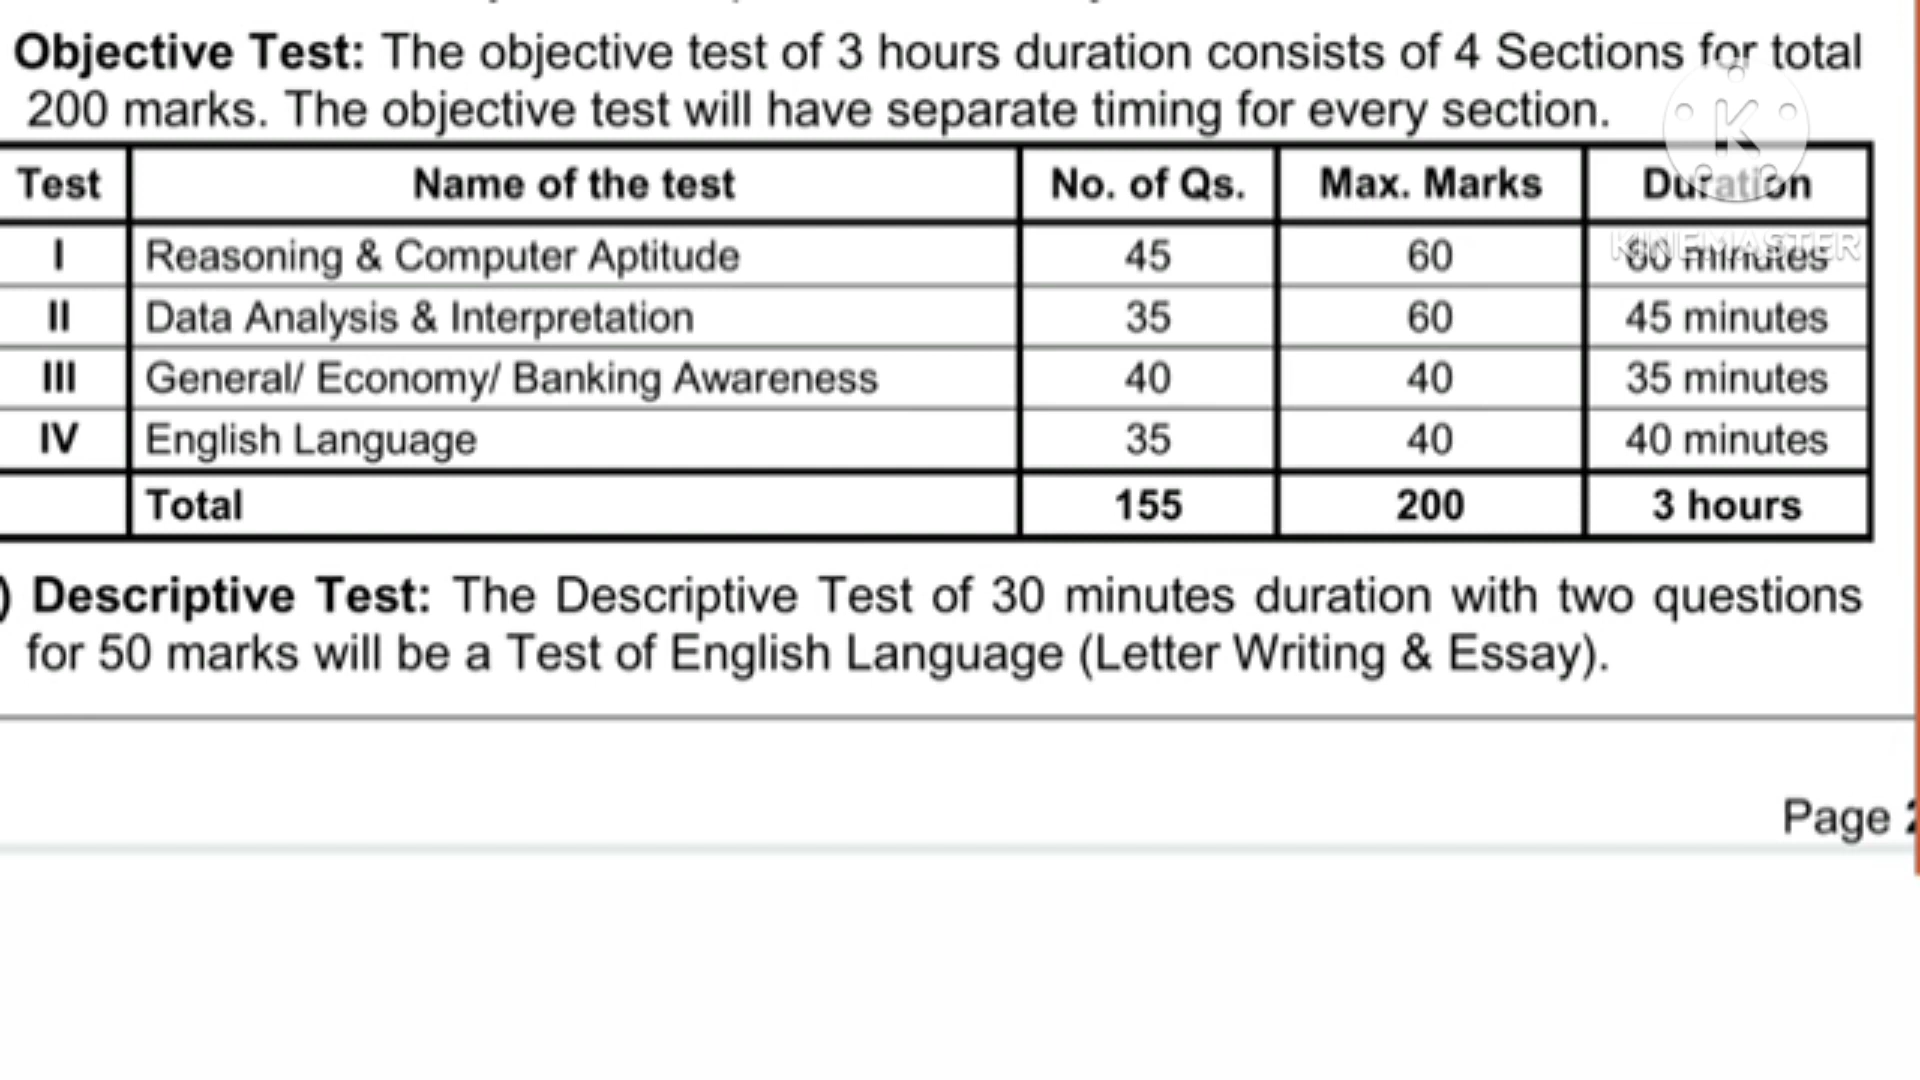 Objective Test: The objective test of 3 hours duration consists of 4 Sections for total
200 marks. The objective test will have separate timing for every section.
Test Name of the test No. of Qs. Max. Marks Duration
I Reasoning & Computer Aptitude 45 60 60 minutes
KINEMASTER
II Data Analysis & Interpretation 35 60 45 minutes
III General/ Economy/ Banking Awareness 40 40 35 minutes
IV English Language 35 40 40 minutes
Total 155 200 3 hours
) Descriptive Test: The Descriptive Test of 30 minutes duration with two questions
for 50 marks will be a Test of English Language (Letter Writing & Essay).
Page